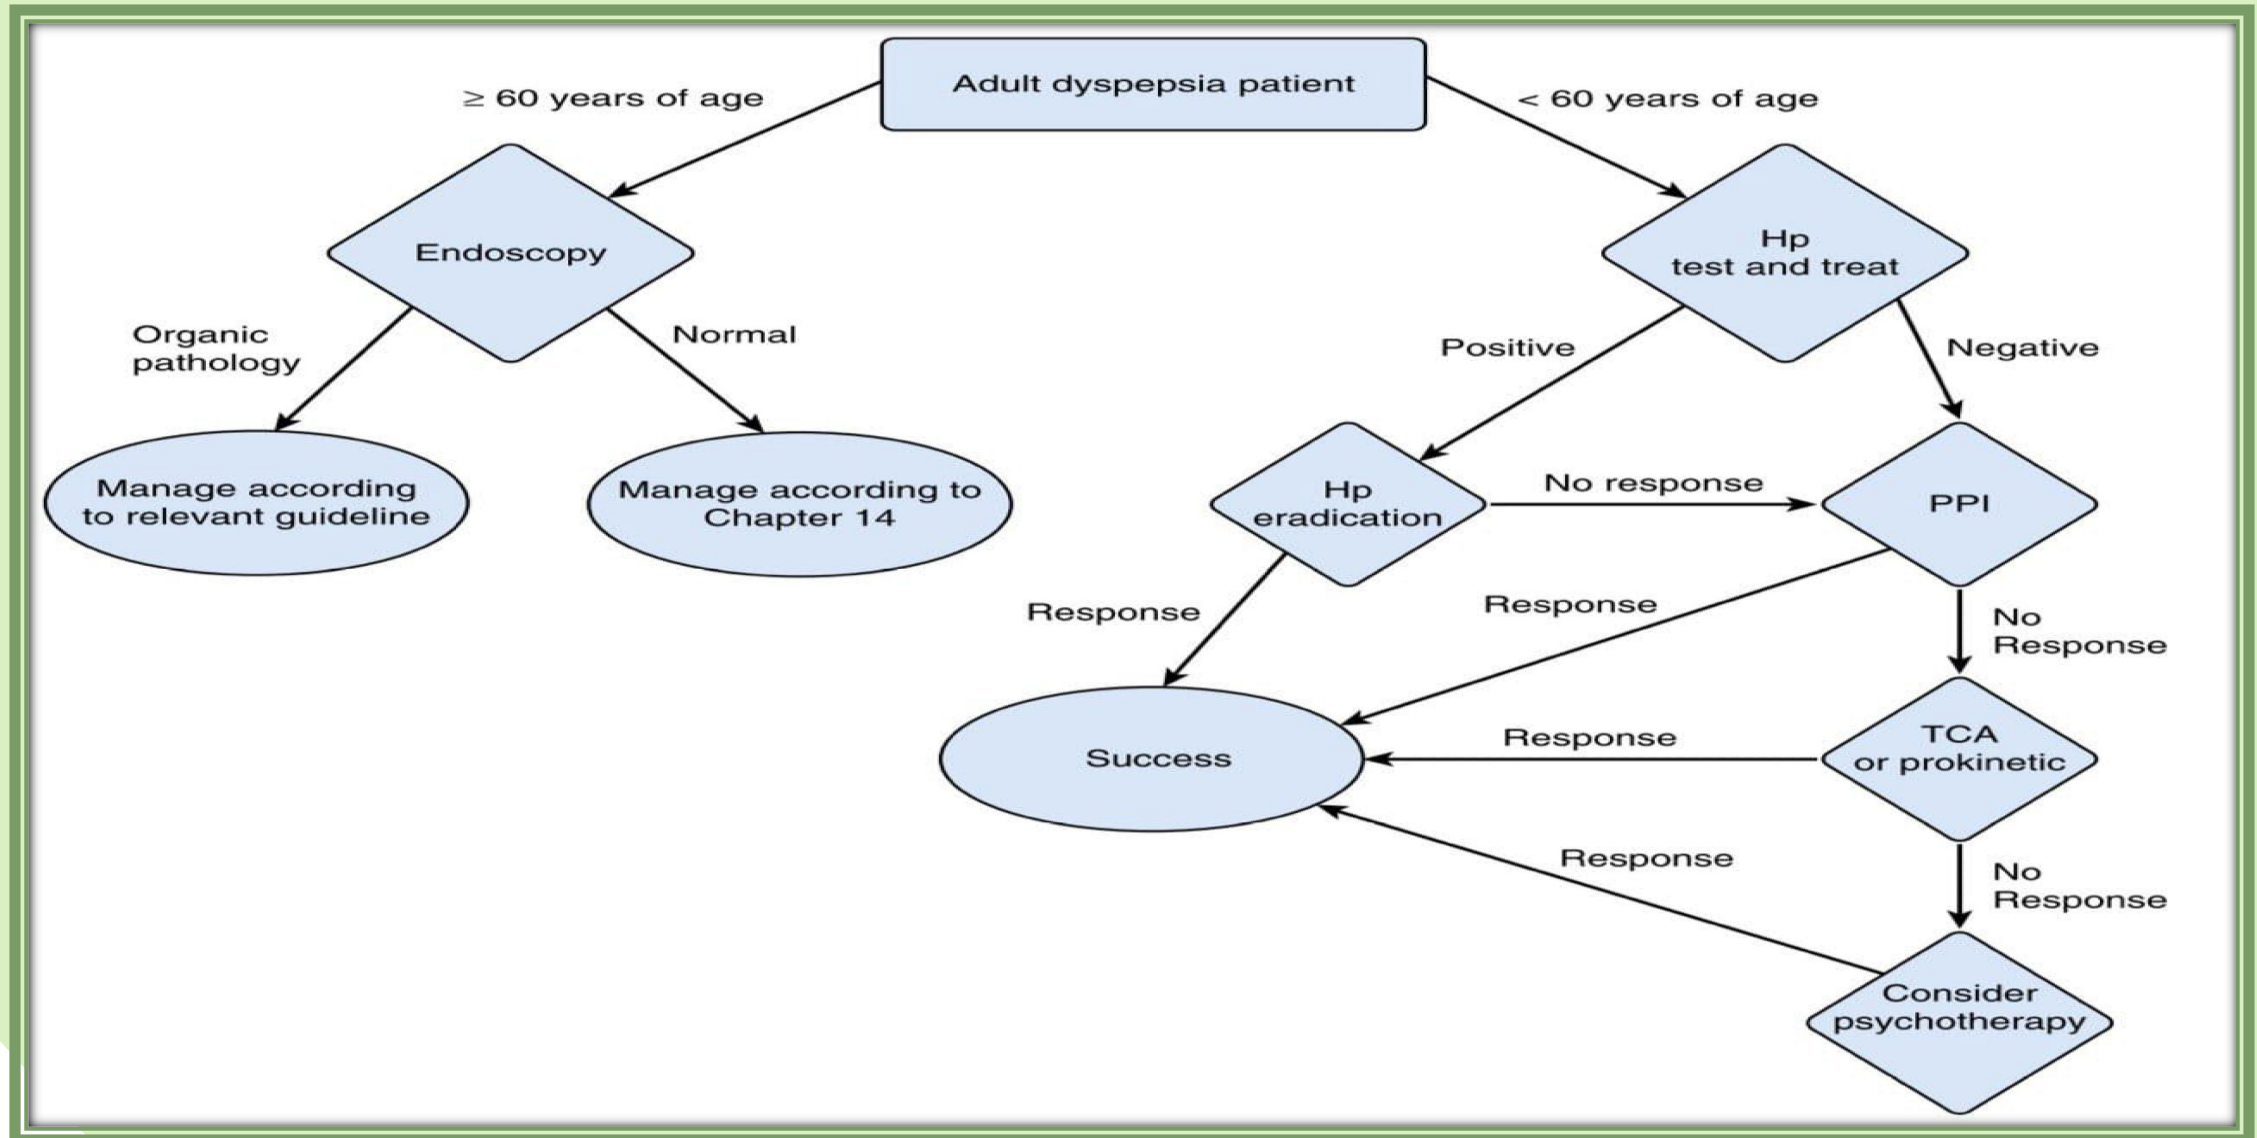 Adult dyspepsia patient
≥ 60 years of age
< 60 years of age
Endoscopy
Hp
test and treat
Organic
pathology
Normal
Positive
Negative
Manage according
to relevant guideline
Manage according to
Chapter 14
Hp
eradication
No response
PPI
Response
Response
No
Response
Success
Response
TCA
or prokinetic
Response
No
Response
Consider
psychotherapy